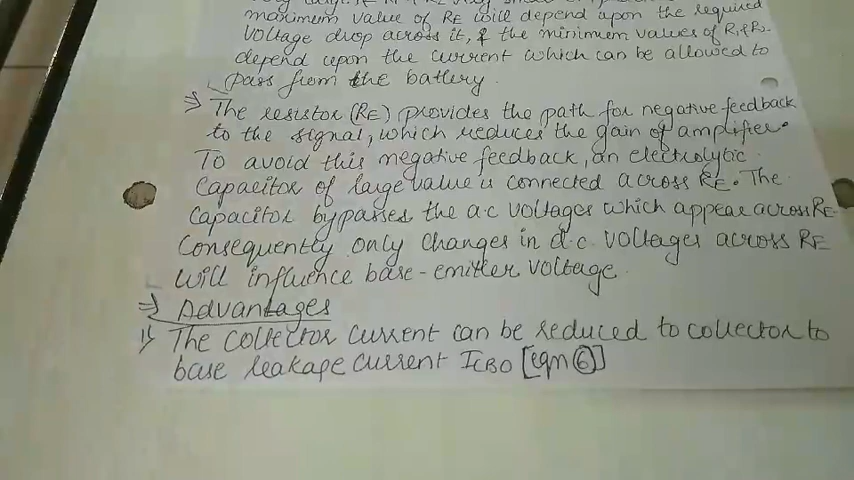 maximum value of RE will depend upon the required
voltage drop across it, & the minimum values of R1 & R2
depend upon the current which can be allowed to
pass from the battery.
⇒ The resistor (RE) provides the path for negative feedback
to the signal, which reduces the gain of amplifier.
To avoid this negative feedback, an electrolytic
capacitor of large value is connected across RE. The
capacitor bypasses the a.c voltages which appear across RE.
Consequently only changes in d.c. voltages across RE
will influence base-emitter voltage.
⇒ Advantages
1) The collector current can be reduced to collector to
base leakage current ICBO [eqn ⑥]